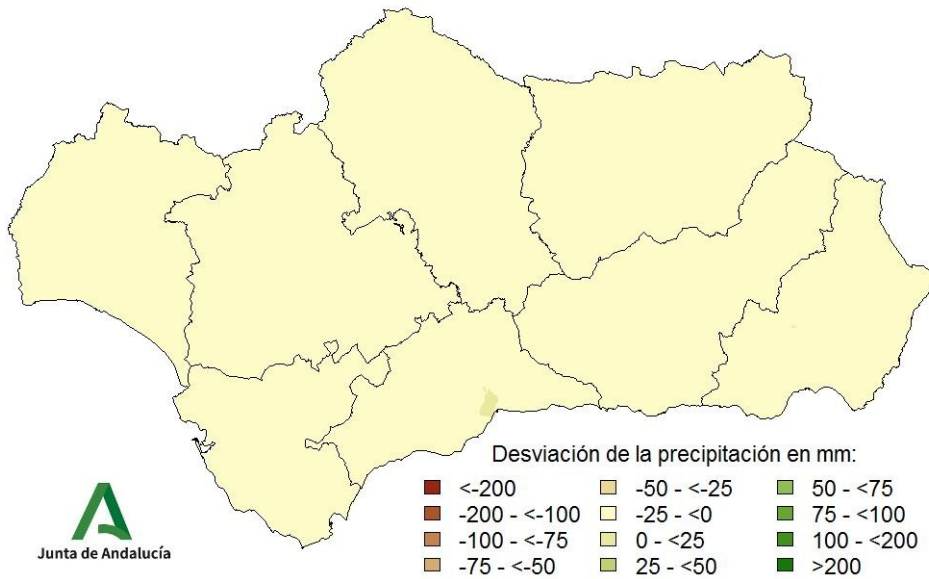 Desviación de la precipitación en mm:
<-200
-200 - <-100
-100 - <-75
-75 - <-50
-50 - <-25
-25 - <0
0 - <25
25 - <50
50 - <75
75 - <100
100 - <200
>200
Junta de Andalucía